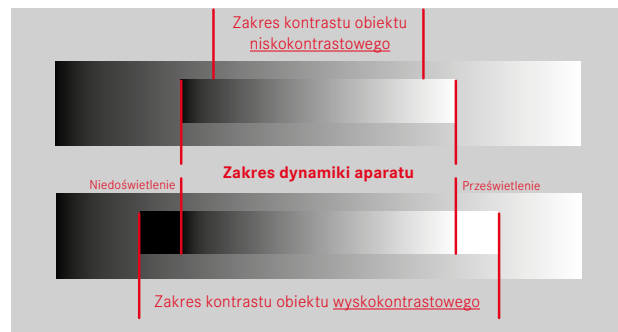 Zakres kontrastu obiektu
niskokontrastowego
Zakres dynamiki aparatu
Niedoświetlenie
Prześwietlenie
Zakres kontrastu obiektu wyskokontrastowego